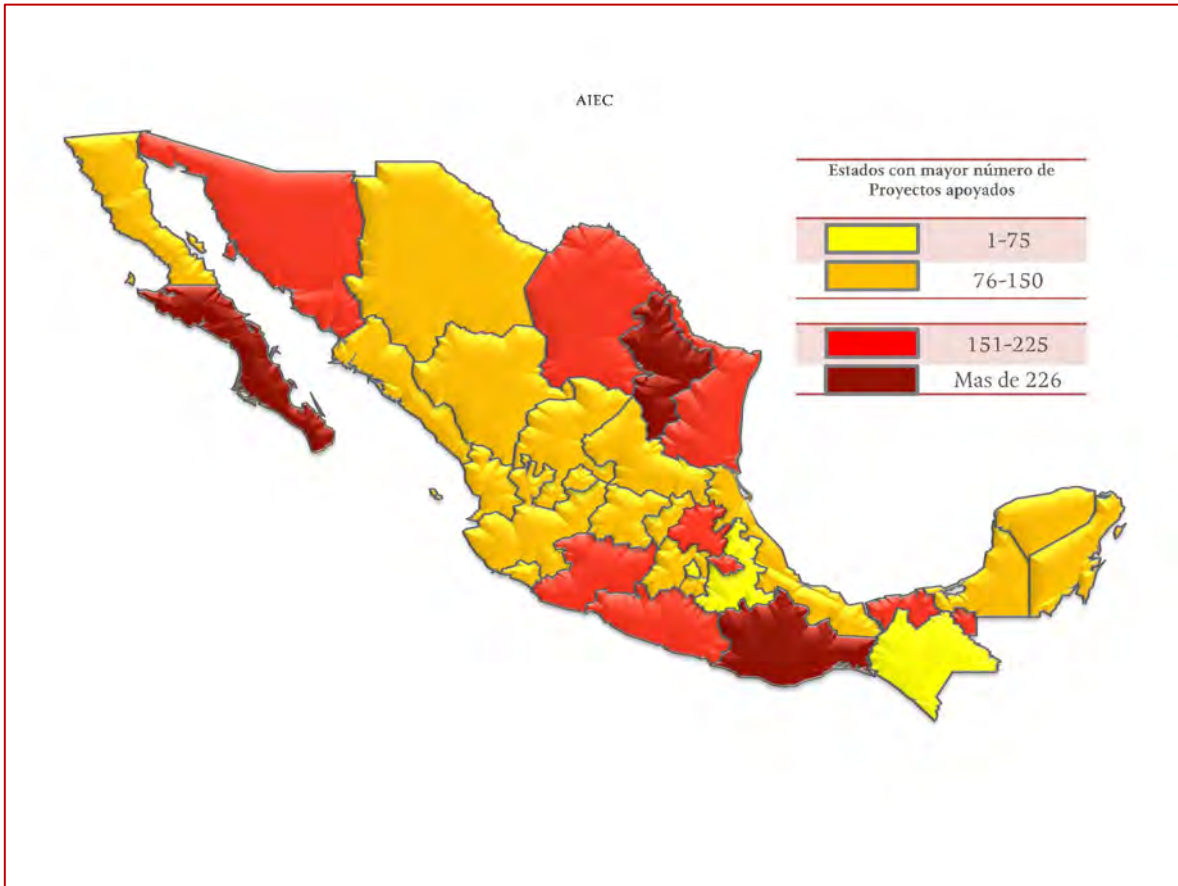 AIEC
Estados con mayor número de
Proyectos apoyados
1-75
76-150
151-225
Mas de 226